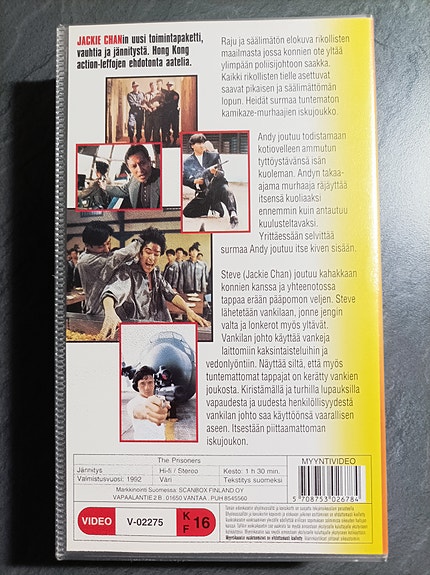 JACKIE CHANin uusi toimintapaketti,
vauhtia ja jännitystä. Hong Kong
action-leffojen ehdotonta aatelia.
Raju ja säälimätön elokuva rikollisten
maailmasta jossa konnien ote yltää
ylimpään poliisijohtoon saakka.
Kaikki rikollisten tielle asettuvat
saavat pikaisen ja säälimättömän
lopun. Heidät surmaa tuntematon
kamikaze-murhaajien iskujoukko.
Andy joutuu todistamaan
kotiovelleen ammutun
tyttöystävänsä isän
kuoleman. Andyn takaa-
ajama murhaaja räjäyttää
itsensä kuoliaaksi
ennemmin kuin antautuu
kuulusteltavaksi.
Yrittäessään selvittää
surmaa Andy joutuu itse kiven sisään.
Steve (Jackie Chan) joutuu kahakkaan
konnien kanssa ja yhteenotossa
tappaa erään pääpomon veljen. Steve
lähetetään vankilaan, jonne jengin
valta ja lonkerot myös yltävät.
Vankilan johto käyttää vankeja
laittomiin kaksintaisteluihin ja
vedonlyöntiin. Näyttää siltä, että myös
tuntemattomat tappajat on kerätty vankien
joukosta. Kiristämällä ja turhilla lupauksilla
vapaudesta ja uudesta henkilöllisyydestä
vankilan johto saa käyttöönsä vaarallisen
aseen. Itsestään piittaamattoman
iskujoukon.
The Prisoners
MYYNTIVIDEO
Jännitys
Hi-fi / Stereo
Kesto: 1 h 30 min.
Valmistusvuosi: 1992
Väri
Tekstitys suomeksi
Markkinointi Suomessa: SCANBOX FINLAND OY
VAPAALANTIE 2 B, 01650 VANTAA PUH 8545560
5 708753 026784
VIDEO
V-02275
K
F
16